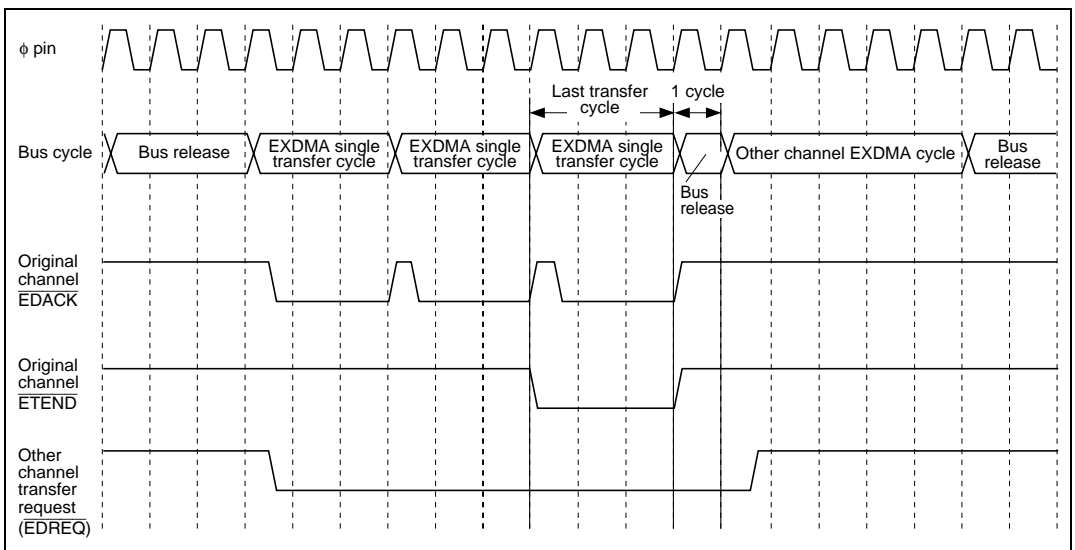 φ pin
Last transfer
cycle
1 cycle
Bus cycle
Bus release
EXDMA single
transfer cycle
EXDMA single
transfer cycle
EXDMA single
transfer cycle
Bus
release
Other channel EXDMA cycle
Bus
release
Original
channel
EDACK
Original
channel
ETEND
Other
channel
transfer
request
(EDREQ)